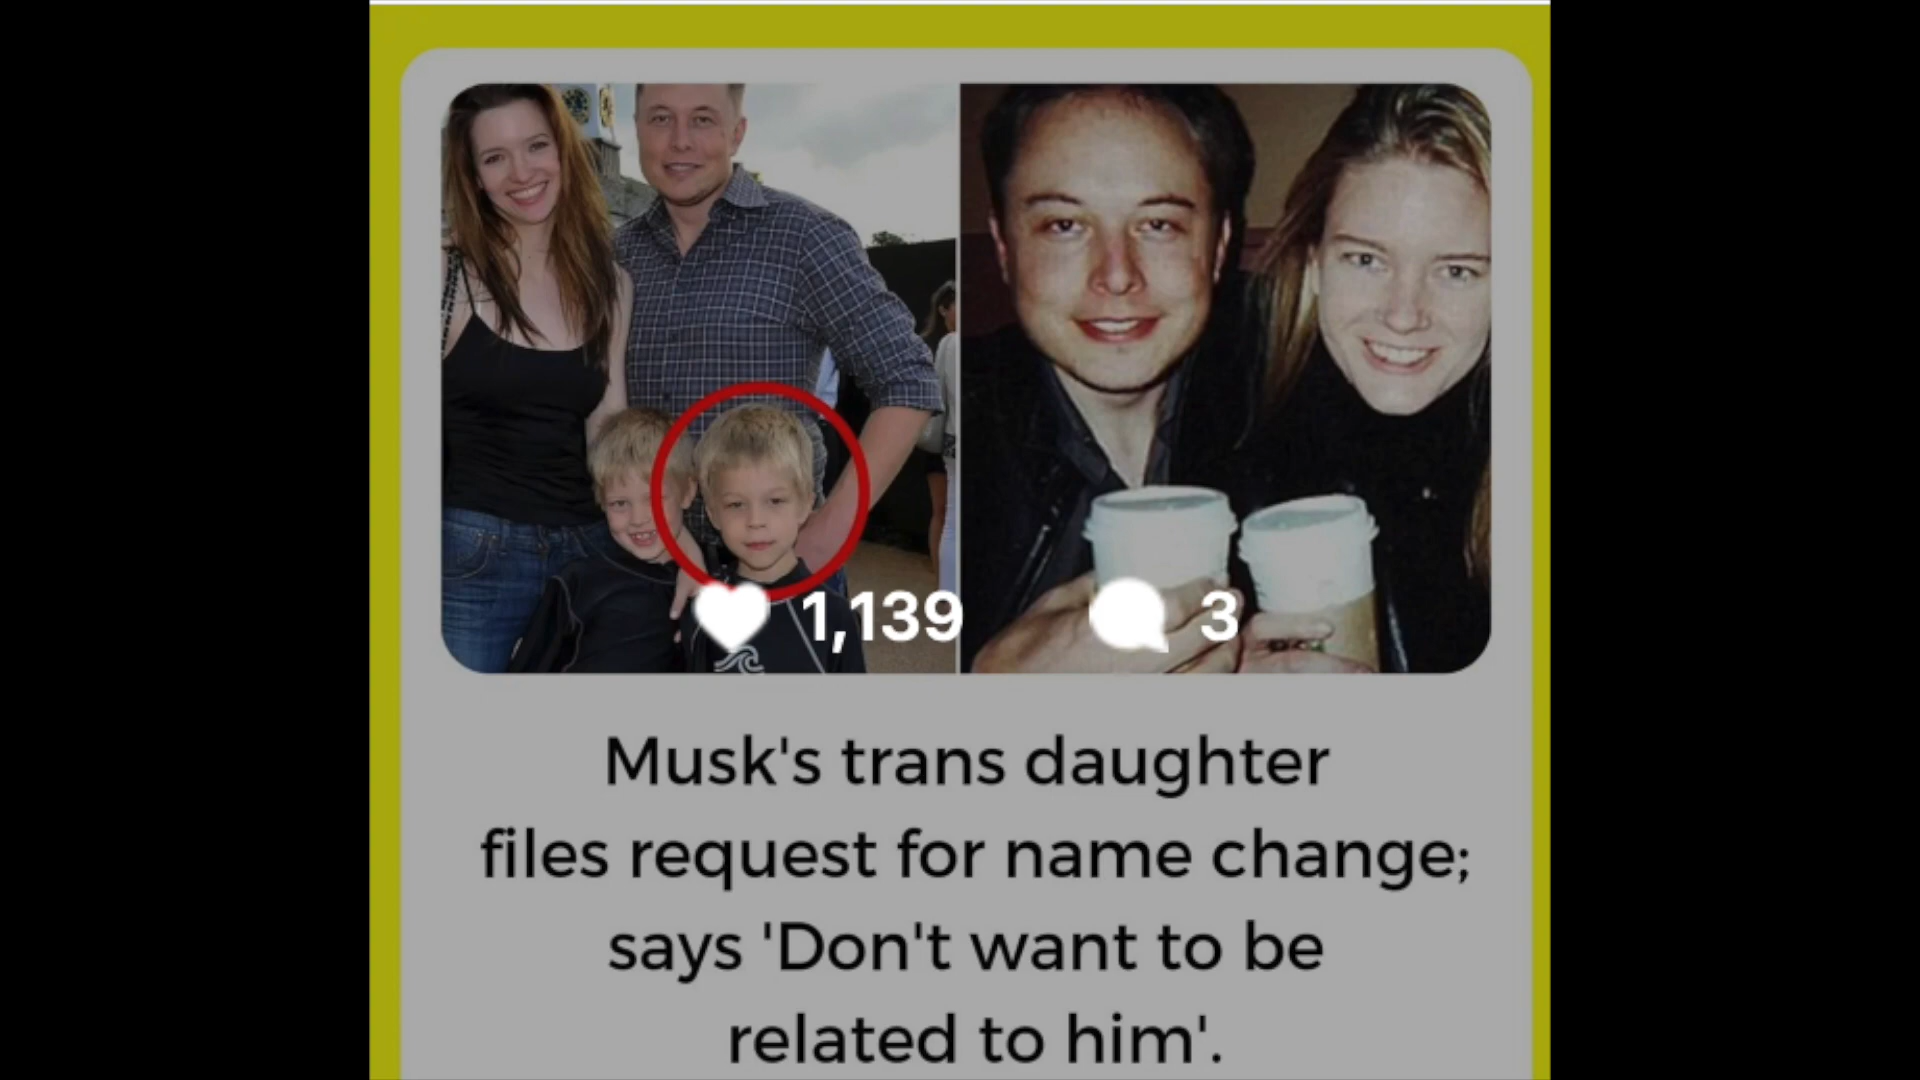 1,139 3
Musk's trans daughter
files request for name change;
says 'Don't want to be
related to him'.